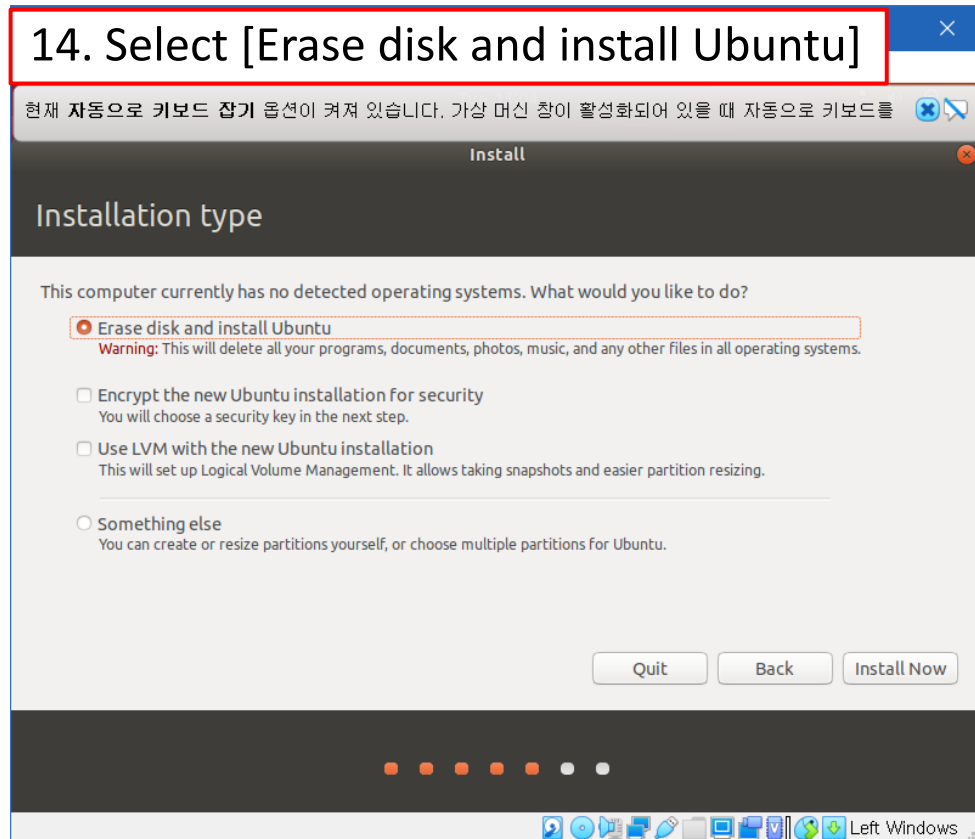 14. Select [Erase disk and install Ubuntu]
현재 자동으로 키보드 잡기 옵션이 켜져 있습니다. 가상 머신 창이 활성화되어 있을 때 자동으로 키보드를
Install
Installation type
This computer currently has no detected operating systems. What would you like to do?
Erase disk and install Ubuntu
Warning: This will delete all your programs, documents, photos, music, and any other files in all operating systems.
Encrypt the new Ubuntu installation for security
You will choose a security key in the next step.
Use LVM with the new Ubuntu installation
This will set up Logical Volume Management. It allows taking snapshots and easier partition resizing.
Something else
You can create or resize partitions yourself, or choose multiple partitions for Ubuntu.
Quit Back Install Now
Left Windows